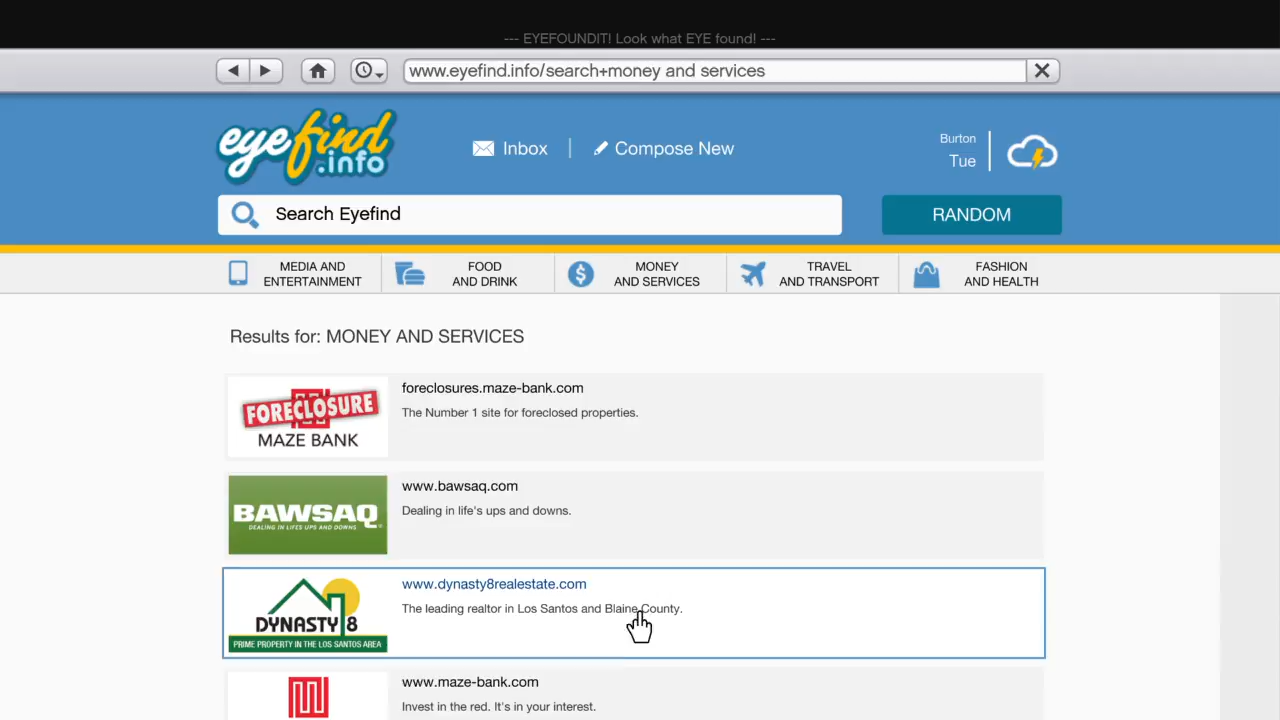 --- EYEFOUNDIT! Look what EYE found! ---
www.eyefind.info/search+money and services
eyefind
.info
Inbox
Compose New
Burton
Tue
Search Eyefind
RANDOM
MEDIA AND
ENTERTAINMENT
FOOD
AND DRINK
MONEY
AND SERVICES
TRAVEL
AND TRANSPORT
FASHION
AND HEALTH
Results for: MONEY AND SERVICES
FORECLOSURE
MAZE BANK
foreclosures.maze-bank.com
The Number 1 site for foreclosed properties.
BAWSAQ
DEALING IN LIFES UPS AND DOWNS
www.bawsaq.com
Dealing in life's ups and downs.
DYNASTY 8
PRIME PROPERTY IN THE LOS SANTOS AREA
www.dynasty8realestate.com
The leading realtor in Los Santos and Blaine County.
www.maze-bank.com
Invest in the red. It's in your interest.